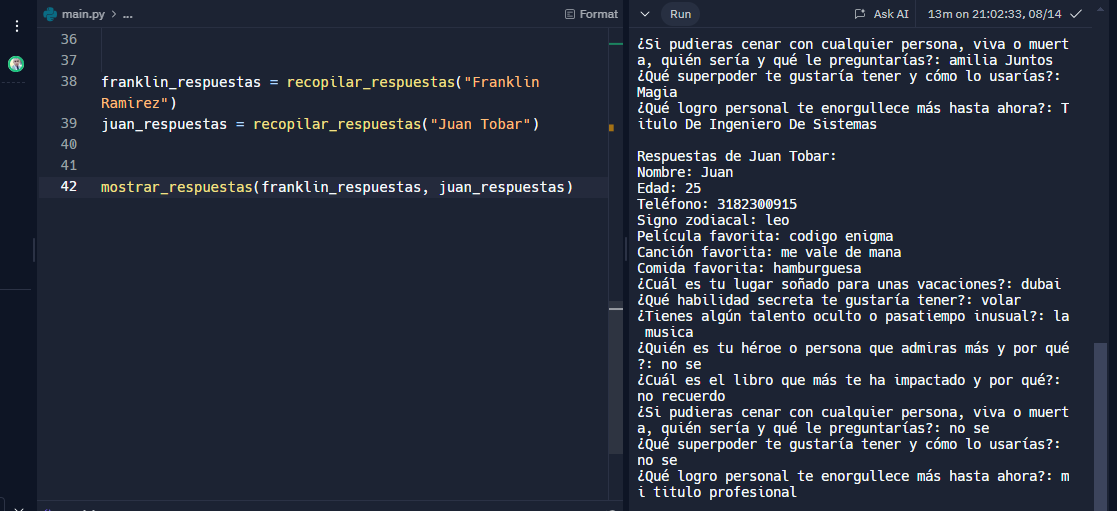 main.py > ...
Format
36
37
38 franklin_respuestas = recopilar_respuestas("Franklin
Ramirez")
39 juan_respuestas = recopilar_respuestas("Juan Tobar")
40
41
42 mostrar_respuestas(franklin_respuestas, juan_respuestas)
Run
Ask AI
13m on 21:02:33, 08/14
¿Si pudieras cenar con cualquier persona, viva o muert
a, quién sería y qué le preguntarías?: amilia Juntos
¿Qué superpoder te gustaría tener y cómo lo usarías?:
Magia
¿Qué logro personal te enorgullece más hasta ahora?: T
itulo De Ingeniero De Sistemas
Respuestas de Juan Tobar:
Nombre: Juan
Edad: 25
Teléfono: 3182300915
Signo zodiacal: leo
Película favorita: codigo enigma
Canción favorita: me vale de mana
Comida favorita: hamburguesa
¿Cuál es tu lugar soñado para unas vacaciones?: dubai
¿Qué habilidad secreta te gustaría tener?: volar
¿Tienes algún talento oculto o pasatiempo inusual?: la
musica
¿Quién es tu héroe o persona que admiras más y por qué
?: no se
¿Cuál es el libro que más te ha impactado y por qué?:
no recuerdo
¿Si pudieras cenar con cualquier persona, viva o muert
a, quién sería y qué le preguntarías?: no se
¿Qué superpoder te gustaría tener y cómo lo usarías?:
no se
¿Qué logro personal te enorgullece más hasta ahora?: m
i titulo profesional